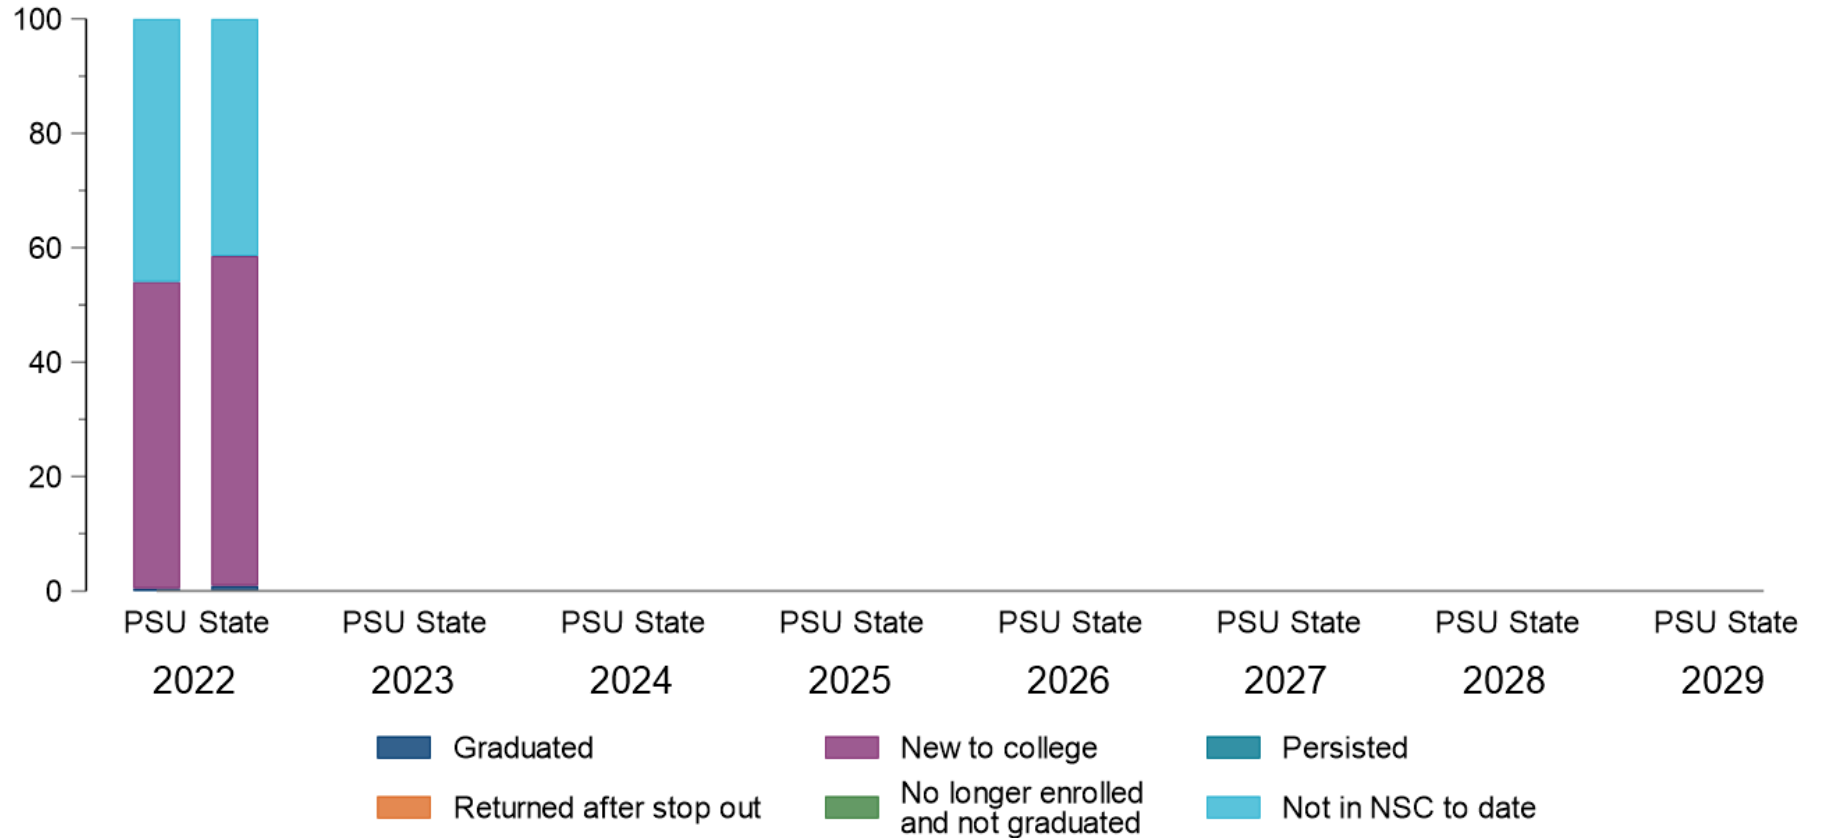 100
80
60
40
20
0
PSU State PSU State PSU State PSU State PSU State PSU State PSU State PSU State
2022 2023 2024 2025 2026 2027 2028 2029
Graduated New to college Persisted
Returned after stop out No longer enrolled and not graduated Not in NSC to date